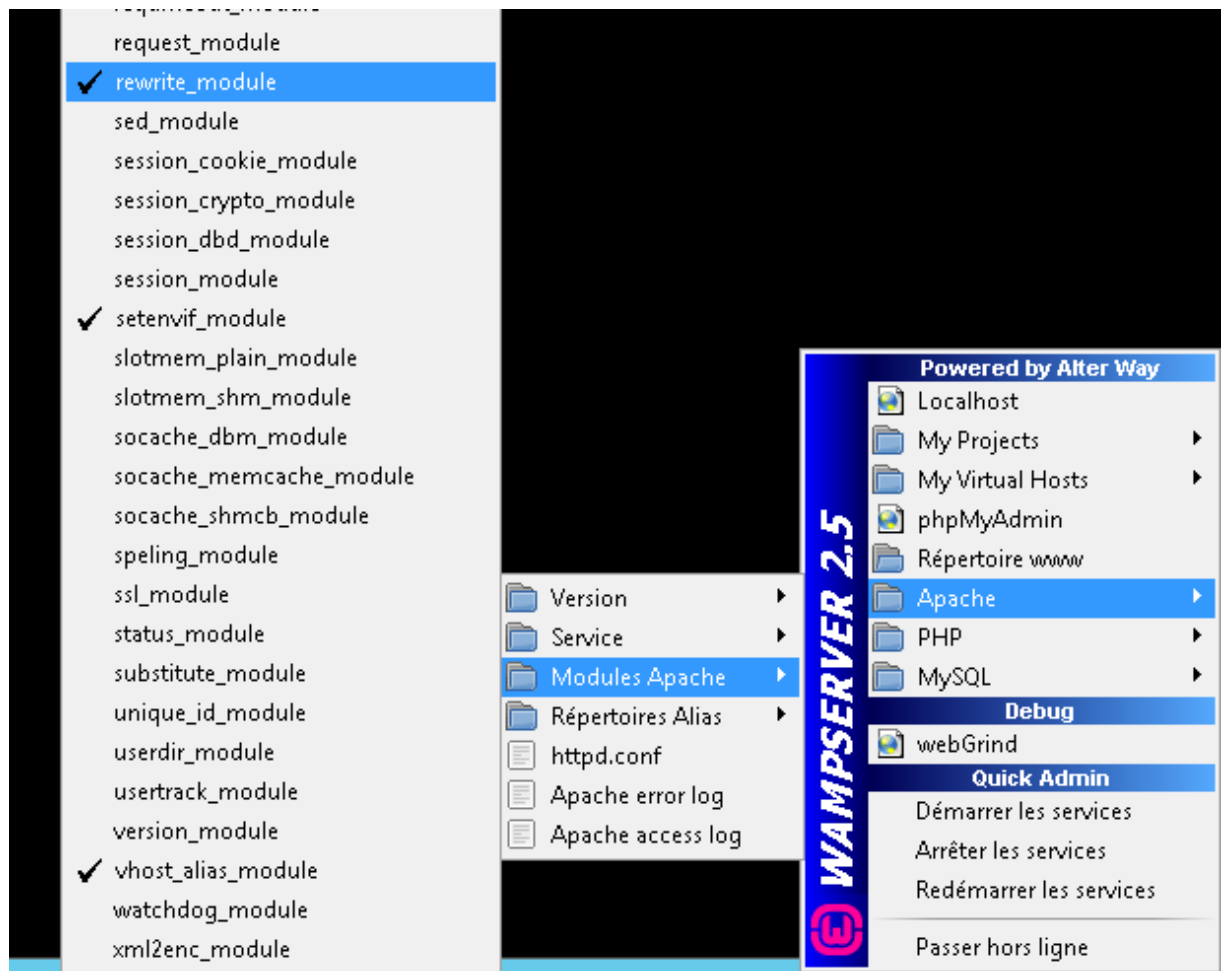 request_module
rewrite_module
sed_module
session_cookie_module
session_crypto_module
session_dbd_module
session_module
setenvif_module
slotmem_plain_module
slotmem_shm_module
socache_dbm_module
socache_memcache_module
socache_shmcb_module
speling_module
ssl_module
status_module
substitute_module
unique_id_module
userdir_module
usertrack_module
version_module
vhost_alias_module
watchdog_module
xml2enc_module
Version
Service
Modules Apache
Répertoires Alias
httpd.conf
Apache error log
Apache access log
WAMPSERVER 2.5
Powered by Alter Way
Localhost
My Projects
My Virtual Hosts
phpMyAdmin
Répertoire www
Apache
PHP
MySQL
Debug
webGrind
Quick Admin
Démarrer les services
Arrêter les services
Redémarrer les services
Passer hors ligne